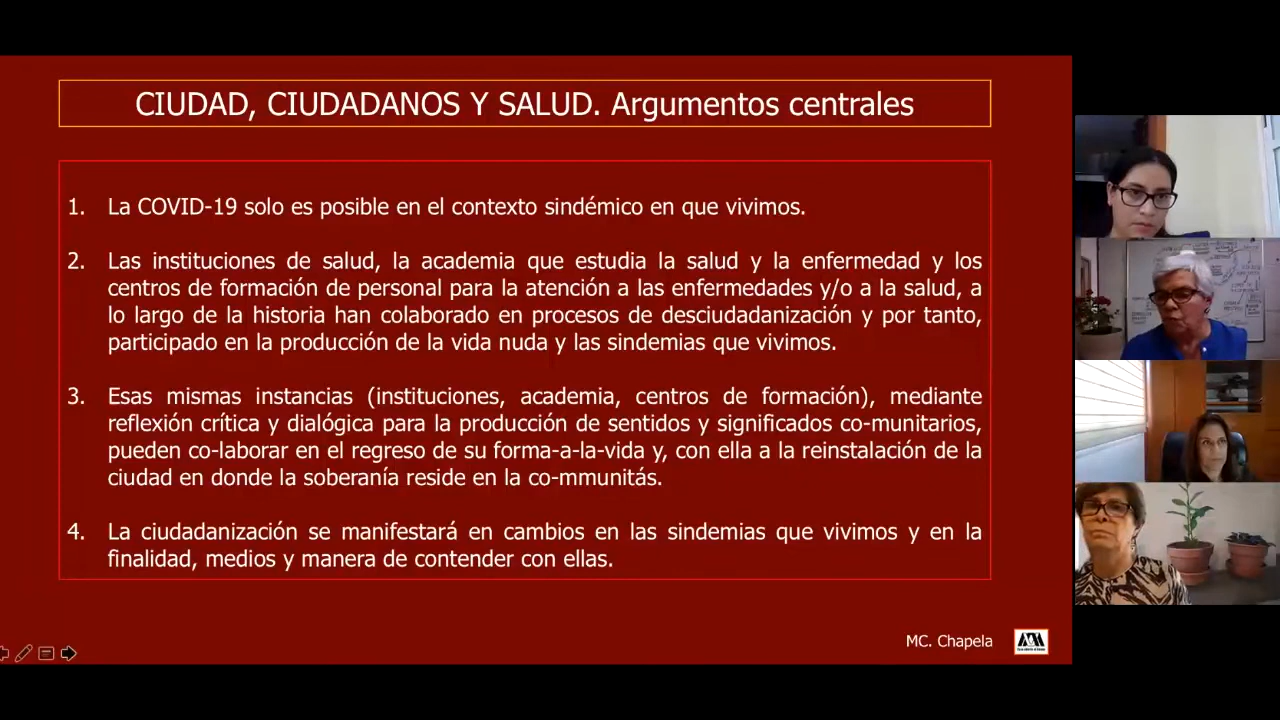 CIUDAD, CIUDADANOS Y SALUD. Argumentos centrales
1. La COVID-19 solo es posible en el contexto sindémico en que vivimos.
2. Las instituciones de salud, la academia que estudia la salud y la enfermedad y los
centros de formación de personal para la atención a las enfermedades y/o a la salud, a
lo largo de la historia han colaborado en procesos de desciudadanización y por tanto,
participado en la producción de la vida nuda y las sindemias que vivimos.
3. Esas mismas instancias (instituciones, academia, centros de formación), mediante
reflexión crítica y dialógica para la producción de sentidos y significados co-munitarios,
pueden co-laborar en el regreso de su forma-a-la-vida y, con ella a la reinstalación de la
ciudad en donde la soberanía reside en la co-mmunitás.
4. La ciudadanización se manifestará en cambios en las sindemias que vivimos y en la
finalidad, medios y manera de contender con ellas.
MC. Chapela